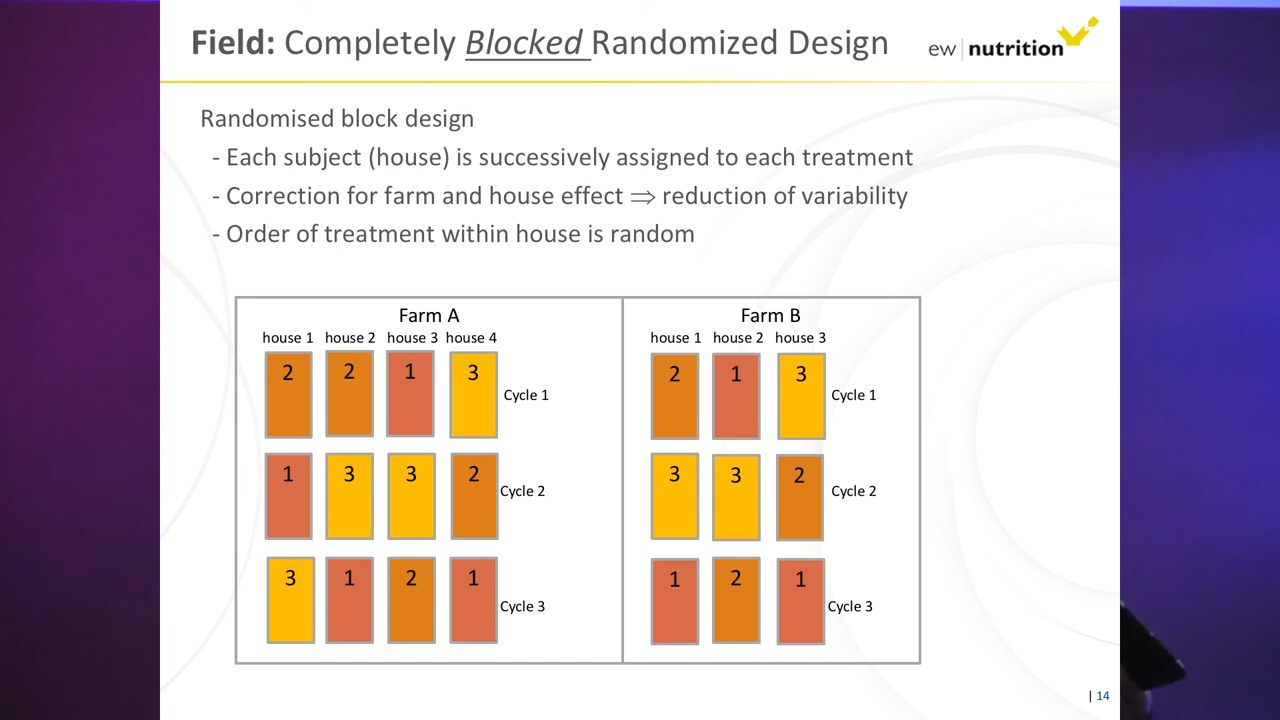 Field: Completely Blocked Randomized Design
ew | nutrition
Randomised block design
- Each subject (house) is successively assigned to each treatment
- Correction for farm and house effect ⇒ reduction of variability
- Order of treatment within house is random
Farm A
house 1 house 2 house 3 house 4
2 2 1 3 Cycle 1
1 3 3 2 Cycle 2
3 1 2 1 Cycle 3
Farm B
house 1 house 2 house 3
2 1 3 Cycle 1
3 3 2 Cycle 2
1 2 1 Cycle 3
| 14